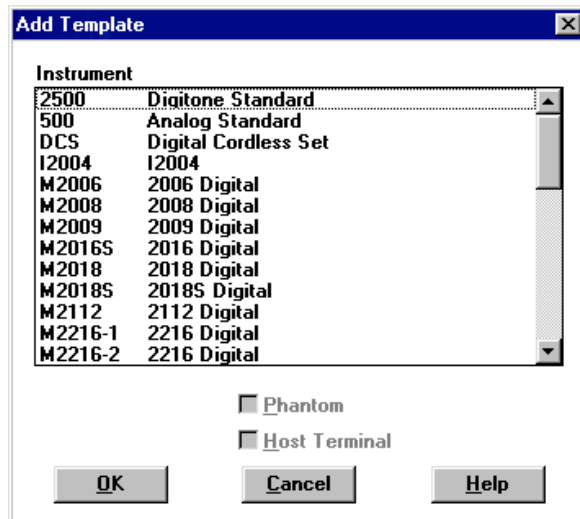 Add Template
Instrument
2500 Digitone Standard
500 Analog Standard
DCS Digital Cordless Set
I2004 I2004
M2006 2006 Digital
M2008 2008 Digital
M2009 2009 Digital
M2016S 2016 Digital
M2018 2018 Digital
M2018S 2018S Digital
M2112 2112 Digital
M2216-1 2216 Digital
M2216-2 2216 Digital
Phantom
Host Terminal
OK Cancel Help